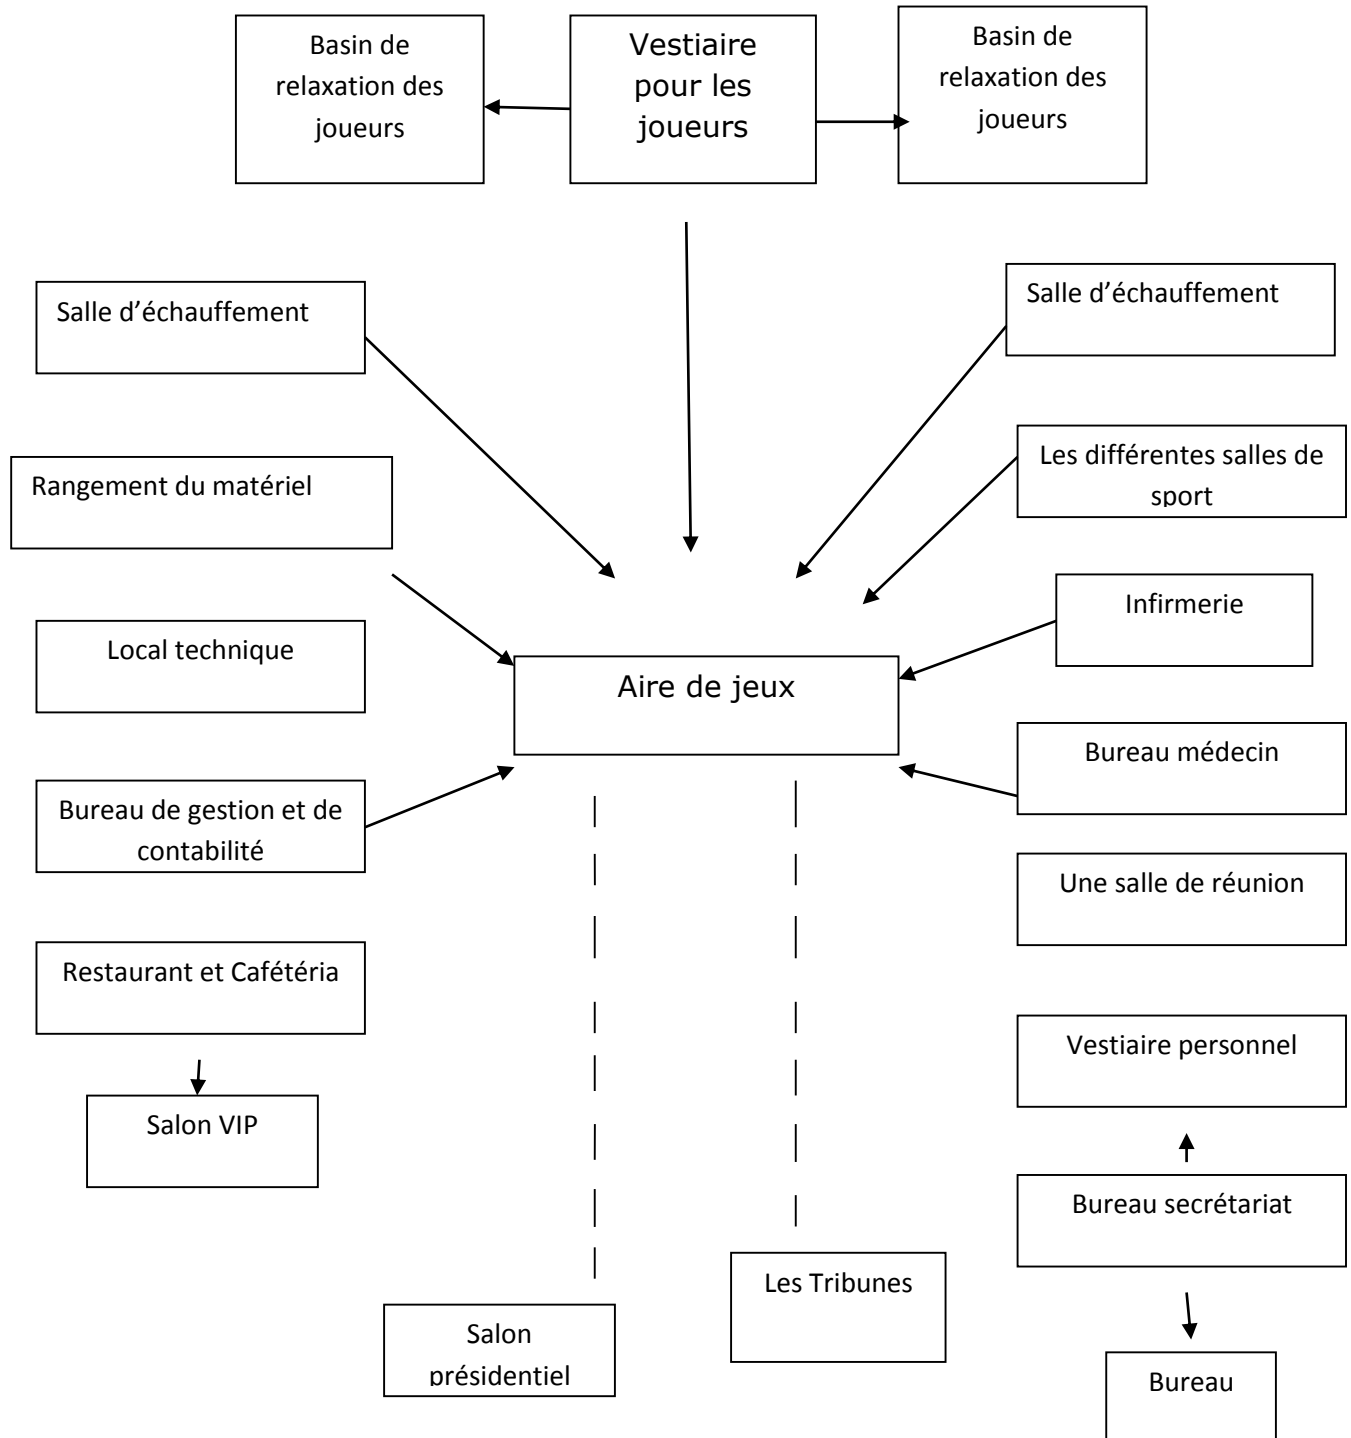 Basin de
relaxation des
joueurs
Vestiaire
pour les
joueurs
Basin de
relaxation des
joueurs
Salle d’échauffement
Salle d’échauffement
Rangement du matériel
Les différentes salles de
sport
Infirmerie
Local technique
Aire de jeux
Bureau médecin
Bureau de gestion et de
contabilité
Une salle de réunion
Restaurant et Cafétéria
Vestiaire personnel
Salon VIP
Bureau secrétariat
Les Tribunes
Salon
présidentiel
Bureau